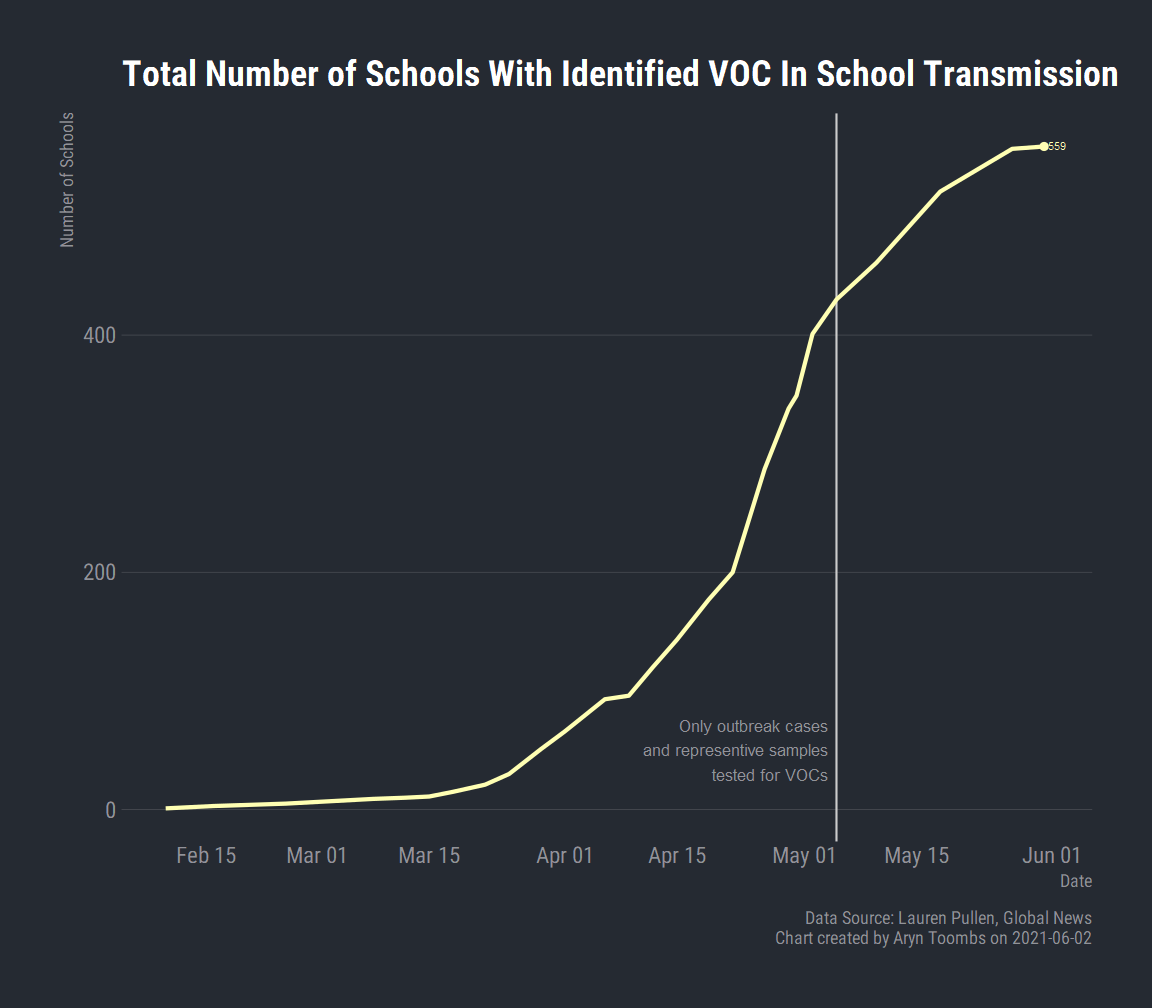 Total Number of Schools With Identified VOC In School Transmission
Number of Schools
559
400
200
Only outbreak cases
and representive samples
tested for VOCs
0
Feb 15 Mar 01 Mar 15 Apr 01 Apr 15 May 01 May 15 Jun 01
Date
Data Source: Lauren Pullen, Global News
Chart created by Aryn Toombs on 2021-06-02